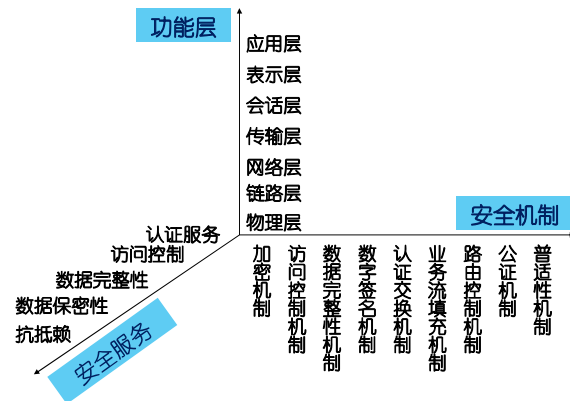 功能层
应用层
表示层
会话层
传输层
网络层
链路层
物理层
安全机制
加密机制
访问控制机制
数据完整性机制
数字签名机制
认证交换机制
业务流填充机制
路由控制机制
公证机制
普适性机制
认证服务
访问控制
数据完整性
数据保密性
抗抵赖
安全服务